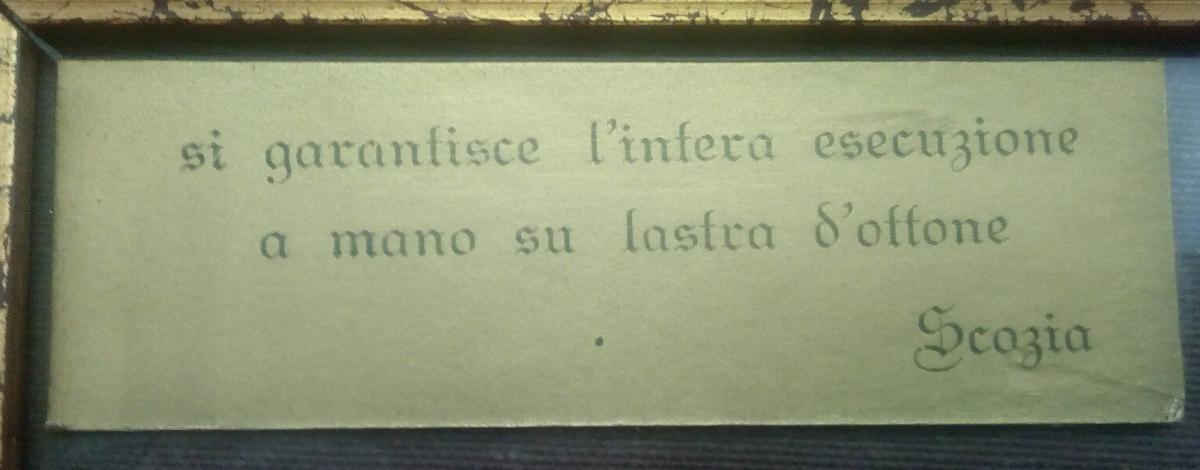 si garantisce l'intera esecuzione
a mano su lastra d'ottone
Scozia